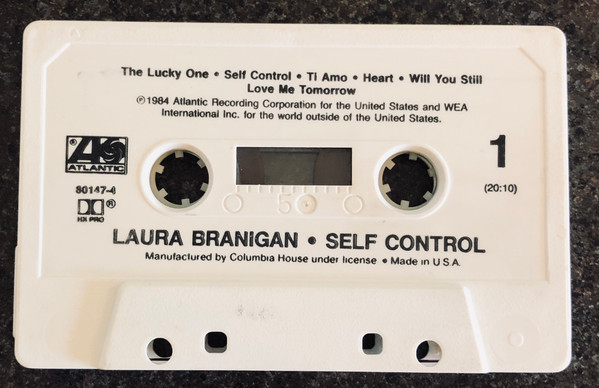 The Lucky One • Self Control • Ti Amo • Heart • Will You Still
Love Me Tomorrow
℗1984 Atlantic Recording Corporation for the United States and WEA
International Inc. for the world outside of the United States.
® ATLANTIC
1
80147-4
(20:10)
®
HX PRO
50
LAURA BRANIGAN • SELF CONTROL
Manufactured by Columbia House under license • Made in U.S.A.